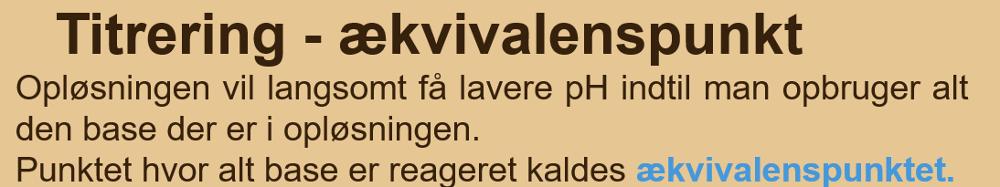 Titrering - ækvivalenspunkt
Opløsningen vil langsomt få lavere pH indtil man opbruger alt
den base der er i opløsningen.
Punktet hvor alt base er reageret kaldes ækvivalenspunktet.